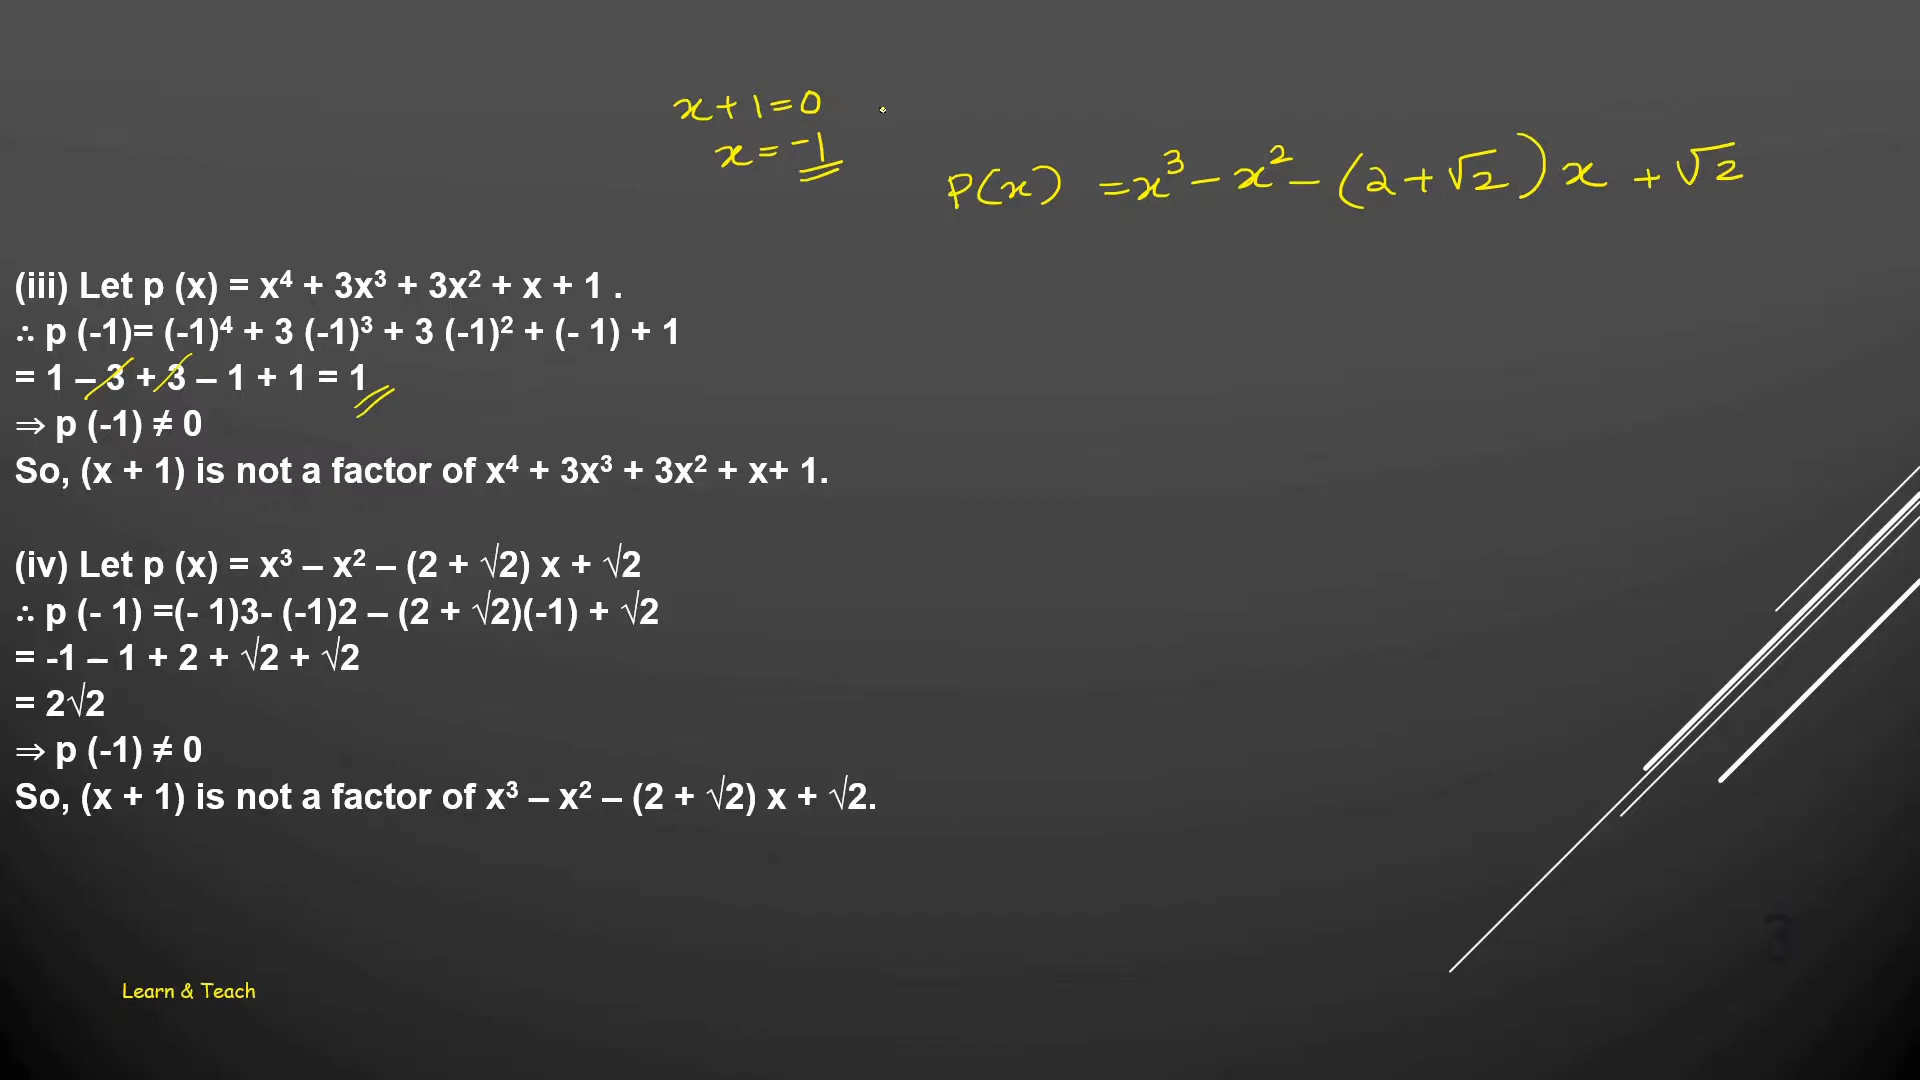 x+1=0
x=-1
P(x) =x³-x²-(2+√2)x+√2
(iii) Let p (x) = x⁴ + 3x³ + 3x² + x + 1 .
∴ p (-1)= (-1)⁴ + 3 (-1)³ + 3 (-1)² + (- 1) + 1
= 1 – 3 + 3 – 1 + 1 = 1
⇒ p (-1) ≠ 0
So, (x + 1) is not a factor of x⁴ + 3x³ + 3x² + x+ 1.
(iv) Let p (x) = x³ – x² – (2 + √2) x + √2
∴ p (- 1) =(- 1)3- (-1)2 – (2 + √2)(-1) + √2
= -1 – 1 + 2 + √2 + √2
= 2√2
⇒ p (-1) ≠ 0
So, (x + 1) is not a factor of x³ – x² – (2 + √2) x + √2.
3
Learn & Teach